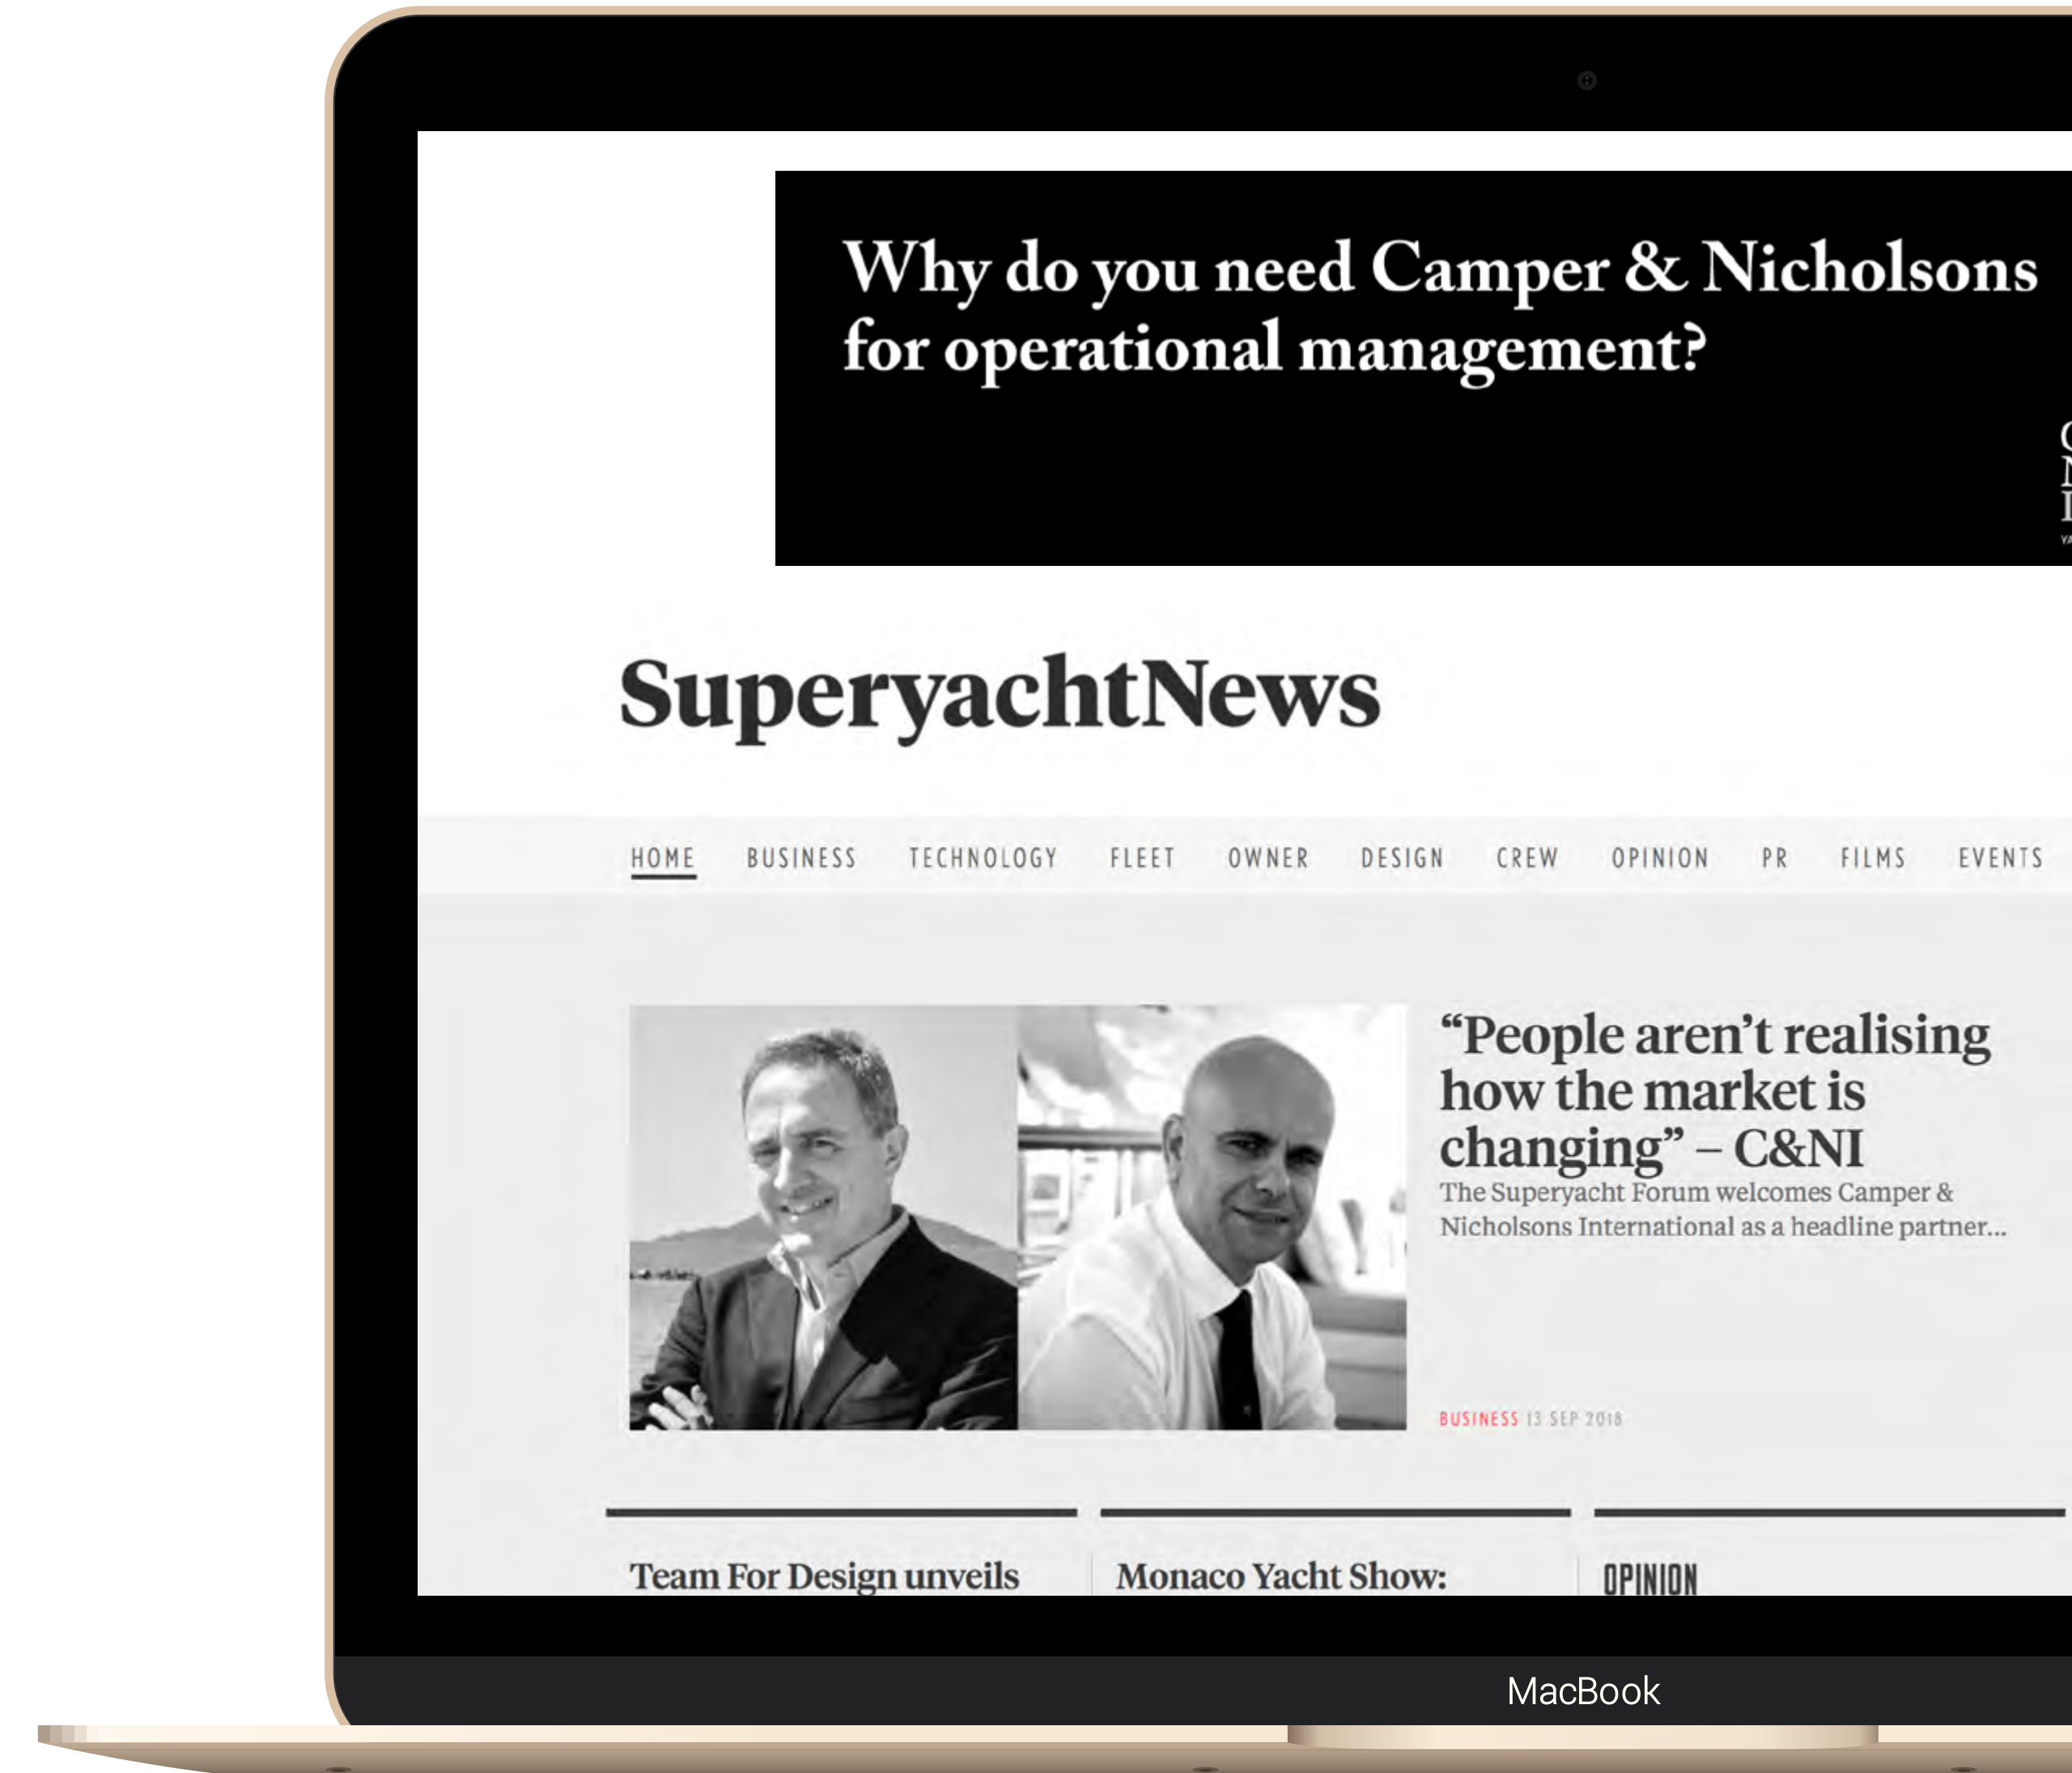 Why do you need Camper & Nicholsons
for operational management?
SuperyachtNews
HOME BUSINESS TECHNOLOGY FLEET OWNER DESIGN CREW OPINION PR FILMS EVENTS
“People aren’t realising
how the market is
changing” – C&NI
The Superyacht Forum welcomes Camper &
Nicholsons International as a headline partner...
BUSINESS 13 SEP 2018
Team For Design unveils
Monaco Yacht Show:
OPINION
MacBook